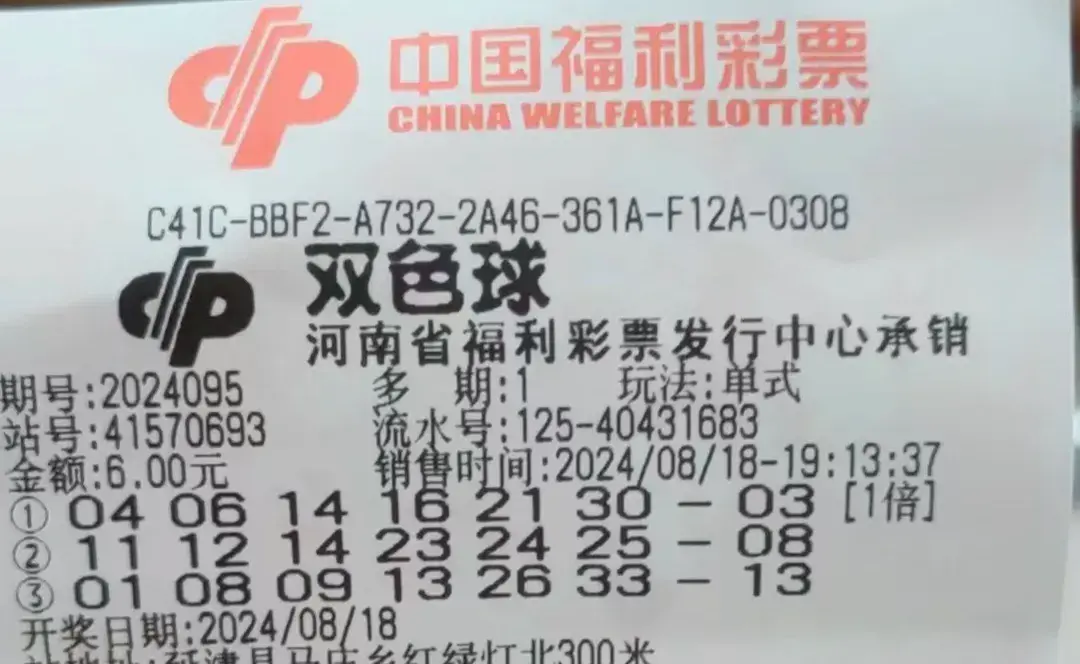 中国福利彩票
CHINA WELFARE LOTTERY
C41C-BBF2-A732-2A46-361A-F12A-0308
双色球
河南省福利彩票发行中心承销
期号:2024095 多 期:1 玩法:单式
站号:41570693 流水号:125-40431683
金额:6.00元 销售时间:2024/08/18-19:13:37
① 04 06 14 16 21 30 - 03 [1倍]
② 11 12 14 23 24 25 - 08
③ 01 08 09 13 26 33 - 13
开奖日期:2024/08/18
站地址:延津县马庄乡红绿灯北300米